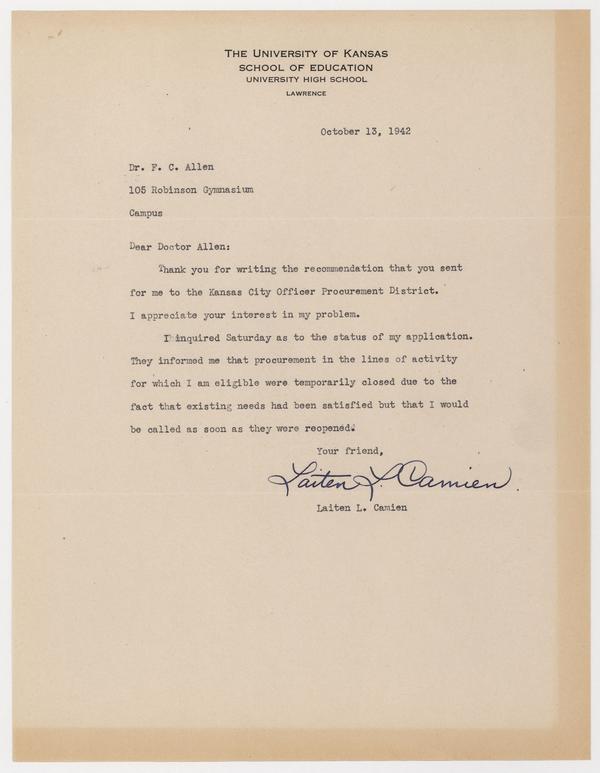 THE UNIVERSITY OF KANSAS
SCHOOL OF EDUCATION
UNIVERSITY HIGH SCHOOL
LAWRENCE
October 13, 1942
Dr. F. C. Allen
105 Robinson Gymnasium
Campus
Dear Doctor Allen:
Thank you for writing the recommendation that you sent
for me to the Kansas City Officer Procurement District.
I appreciate your interest in my problem.
I inquired Saturday as to the status of my application.
They informed me that procurement in the lines of activity
for which I am eligible were temporarily closed due to the
fact that existing needs had been satisfied but that I would
be called as soon as they were reopened.
Your friend,
Laiten L. Camien.
Laiten L. Camien